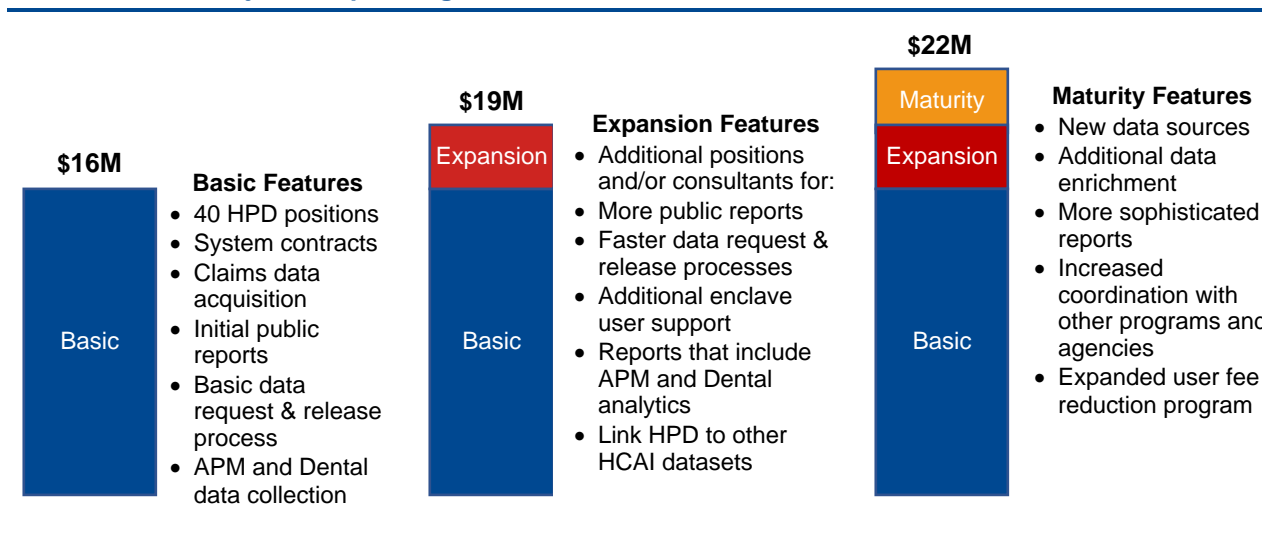 $16M
Basic
Basic Features
• 40 HPD positions
• System contracts
• Claims data
acquisition
• Initial public
reports
• Basic data
request & release
process
• APM and Dental
data collection
$19M
Expansion
Basic
Expansion Features
• Additional positions
and/or consultants for:
• More public reports
• Faster data request &
release processes
• Additional enclave
user support
• Reports that include
APM and Dental
analytics
• Link HPD to other
HCAI datasets
$22M
Maturity
Expansion
Basic
Maturity Features
• New data sources
• Additional data
enrichment
• More sophisticated
reports
• Increased
coordination with
other programs and
agencies
• Expanded user fee
reduction program